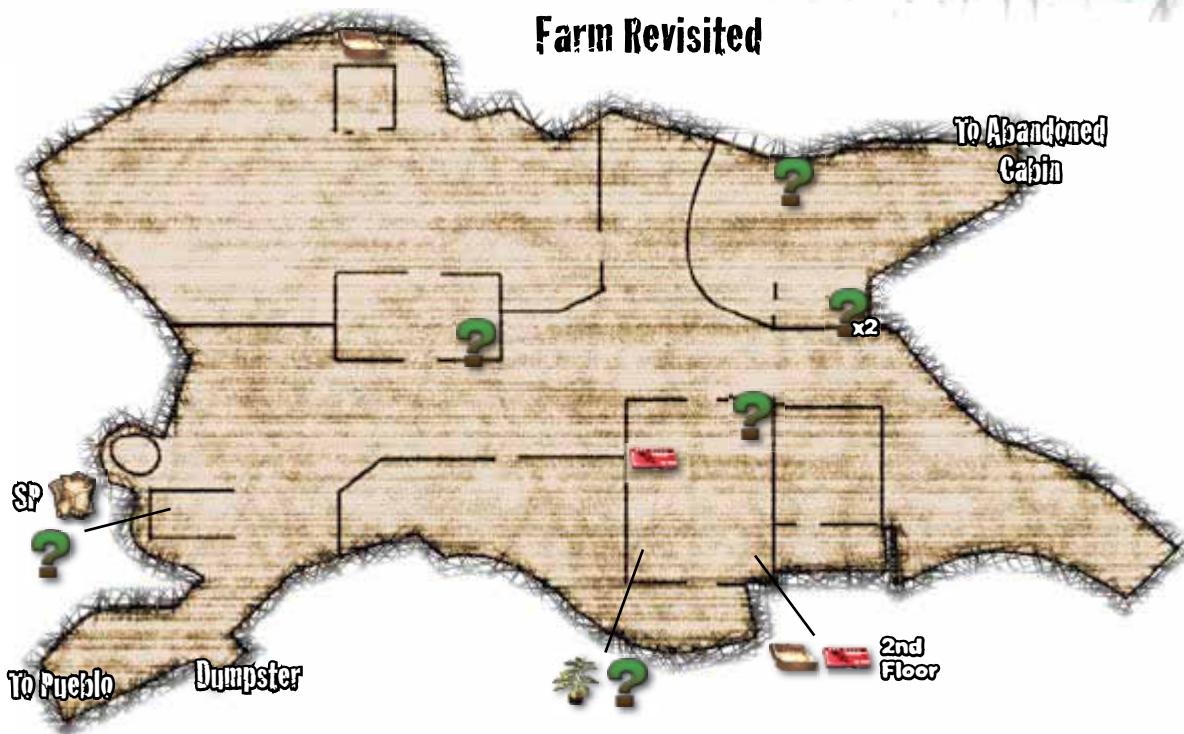 Farm Revisited
To Abandoned
Cabin
?
?
x2
?
?
SP
?
2nd
Floor
?
To Pueblo
Dumpster